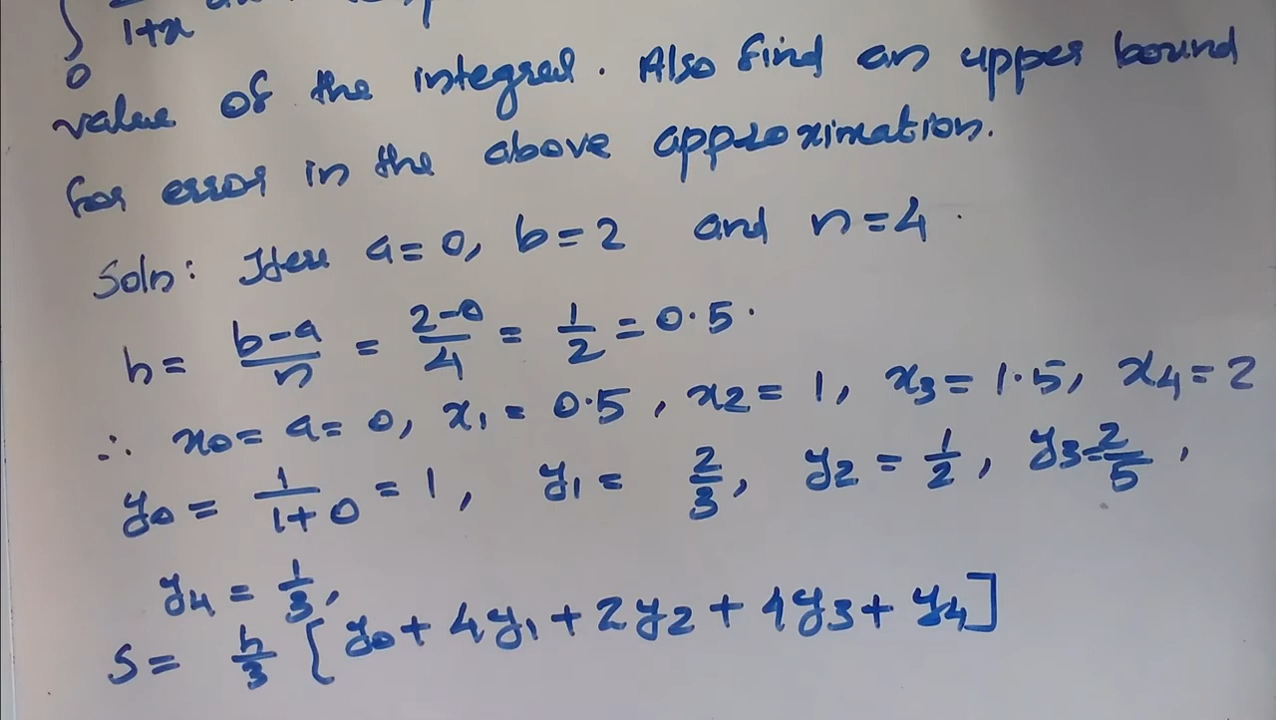 ∫ 0 1+x
value of the integral. Also find an upper bound
for error in the above approximation.
Soln: Here a=0, b=2 and n=4.
h= b-a/n = 2-0/4 = 1/2 = 0.5.
∴ x0= a= 0, x1= 0.5, x2= 1, x3= 1.5, x4= 2
y0= 1/1+0 = 1, y1= 2/3, y2= 1/2, y3= 2/5,
y4= 1/3,
S= h/3 [y0+ 4y1+ 2y2+ 4y3+ y4]